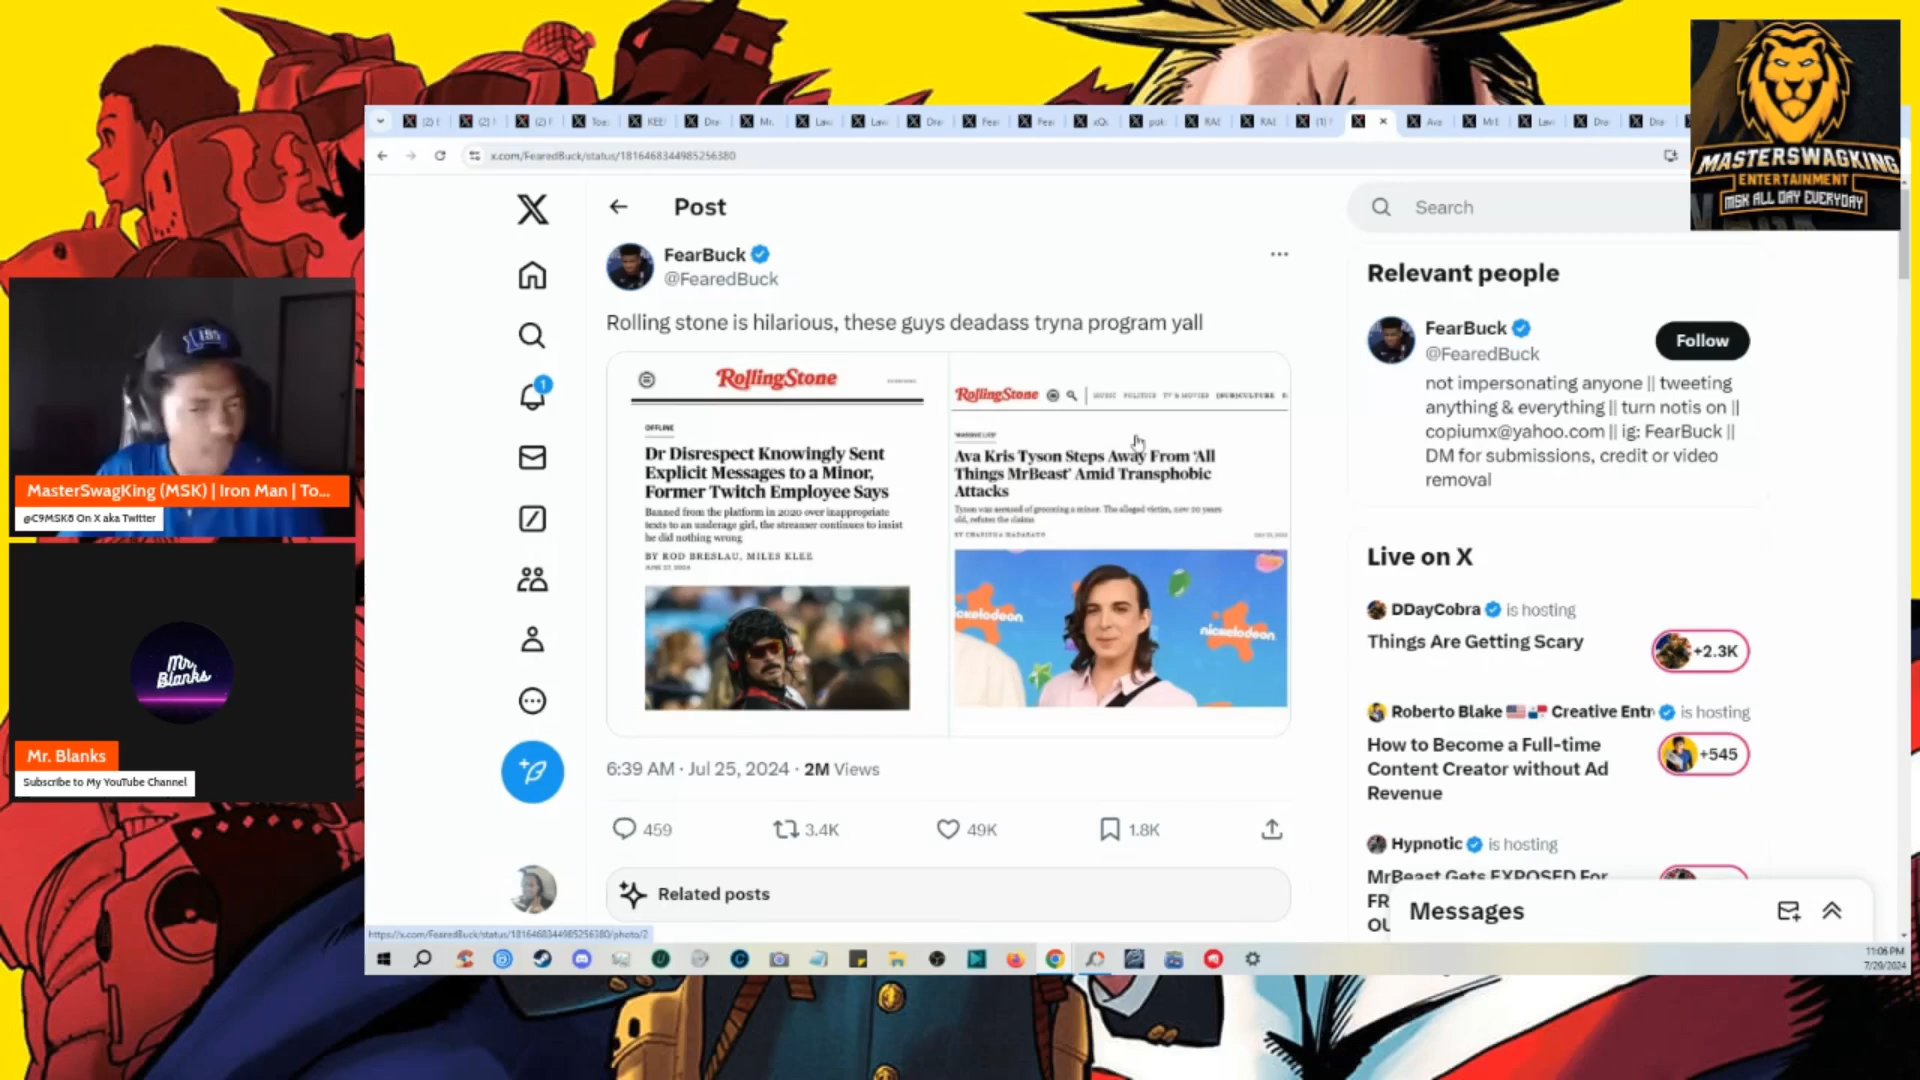 MASTERSWAGKING
ENTERTAINMENT
MSK ALL DAY EVERYDAY
x.com/FearedBuck/status/1816468344985256380
Post
Search
FearBuck
@FearedBuck
Rolling stone is hilarious, these guys deadass tryna program yall
RollingStone
OFFLINE
Dr Disrespect Knowingly Sent
Explicit Messages to a Minor,
Former Twitch Employee Says
Banned from the platform in 2020 over inappropriate
texts to an underage girl, the streamer continues to insist
he did nothing wrong
BY ROD BRESLAU, MILES KLEE
JUNE 27, 2024
RollingStone
MUSIC POLITICS TV & MOVIES (SUB)CULTURE
Ava Kris Tyson Steps Away From 'All
Things MrBeast' Amid Transphobic
Attacks
Tyson was accused of grooming a minor. The alleged victim, now 20 years
old, refutes the claims
nickelodeon
nickelodeon
6:39 AM · Jul 25, 2024 · 2M Views
459
3.4K
49K
1.8K
Related posts
Relevant people
FearBuck
@FearedBuck
Follow
not impersonating anyone || tweeting
anything & everything || turn notis on ||
copiumx@yahoo.com || ig: FearBuck ||
DM for submissions, credit or video
removal
Live on X
DDayCobra is hosting
Things Are Getting Scary
+2.3K
Roberto Blake Creative Entr is hosting
How to Become a Full-time
Content Creator without Ad
Revenue
+545
Hypnotic is hosting
MrBeast Gets EXPOSED For
FR
OU
Messages
1
MasterSwagKing (MSK) | Iron Man | To...
@C9MSK8 On X aka Twitter
Mr. Blanks
Mr. Blanks
Subscribe to My YouTube Channel
https://x.com/FearedBuck/status/1816468344985256380/photo/2
11:06 PM
7/29/2024